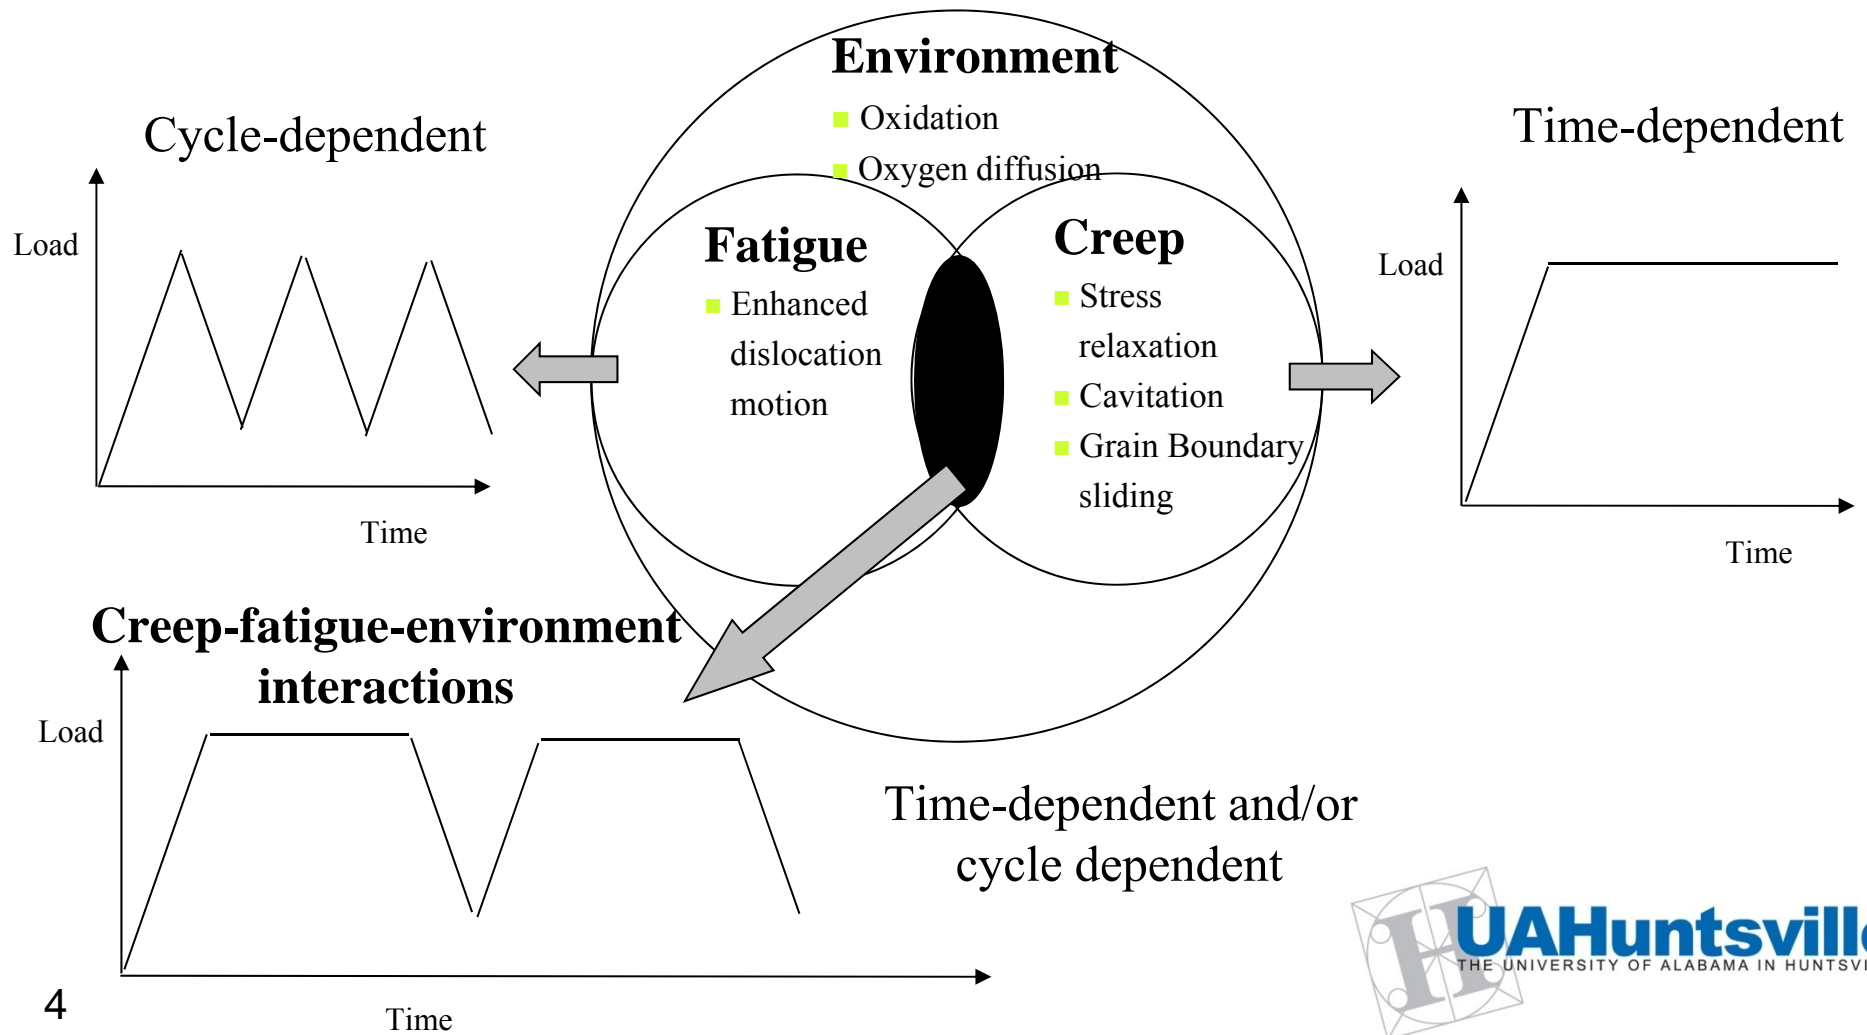 Environment
Oxidation
Oxygen diffusion
Cycle-dependent
Time-dependent
Load
Time
Fatigue
Enhanced
dislocation
motion
Creep
Stress
relaxation
Cavitation
Grain Boundary
sliding
Load
Time
Creep-fatigue-environment
interactions
Load
Time
Time-dependent and/or
cycle dependent
UAHuntsville
THE UNIVERSITY OF ALABAMA IN HUNTSVI
4